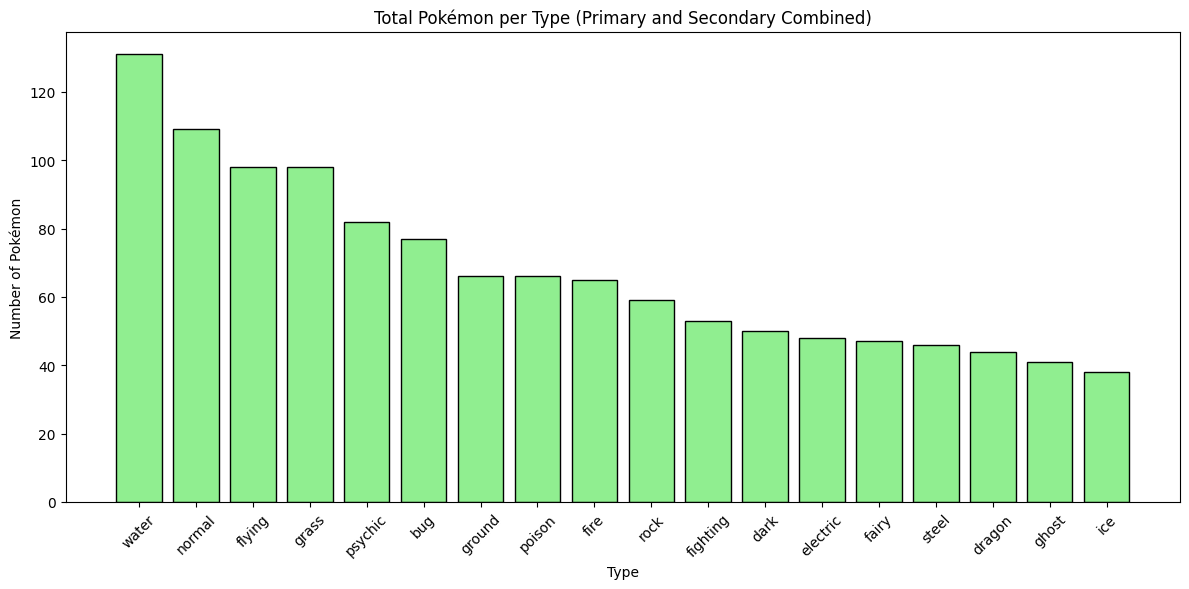 Total Pokémon per Type (Primary and Secondary Combined)
Number of Pokémon
120
100
80
60
40
20
0
water
normal
flying
grass
psychic
bug
ground
poison
fire
rock
fighting
dark
electric
fairy
steel
dragon
ghost
ice
Type